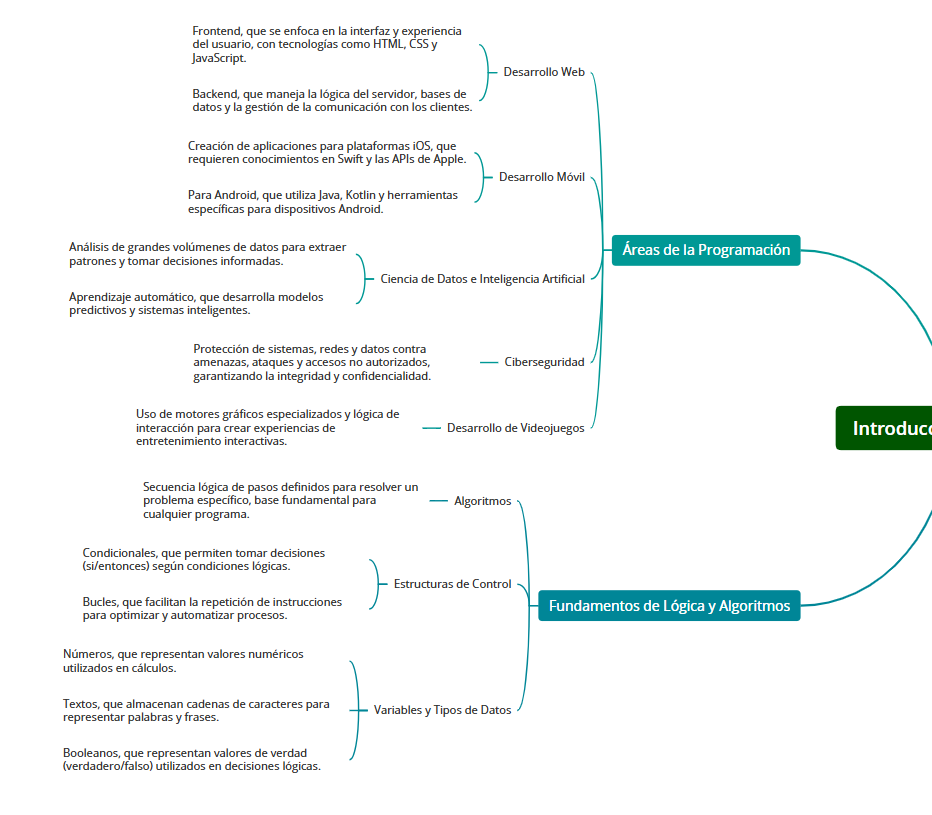 Frontend, que se enfoca en la interfaz y experiencia
del usuario, con tecnologías como HTML, CSS y
JavaScript.
Backend, que maneja la lógica del servidor, bases de
datos y la gestión de la comunicación con los clientes.
Desarrollo Web
Creación de aplicaciones para plataformas iOS, que
requieren conocimientos en Swift y las APIs de Apple.
Para Android, que utiliza Java, Kotlin y herramientas
específicas para dispositivos Android.
Desarrollo Móvil
Análisis de grandes volúmenes de datos para extraer
patrones y tomar decisiones informadas.
Aprendizaje automático, que desarrolla modelos
predictivos y sistemas inteligentes.
Ciencia de Datos e Inteligencia Artificial
Protección de sistemas, redes y datos contra
amenazas, ataques y accesos no autorizados,
garantizando la integridad y confidencialidad.
Ciberseguridad
Uso de motores gráficos especializados y lógica de
interacción para crear experiencias de
entretenimiento interactivas.
Desarrollo de Videojuegos
Áreas de la Programación
Secuencia lógica de pasos definidos para resolver un
problema específico, base fundamental para
cualquier programa.
Algoritmos
Condicionales, que permiten tomar decisiones
(si/entonces) según condiciones lógicas.
Bucles, que facilitan la repetición de instrucciones
para optimizar y automatizar procesos.
Estructuras de Control
Números, que representan valores numéricos
utilizados en cálculos.
Textos, que almacenan cadenas de caracteres para
representar palabras y frases.
Booleanos, que representan valores de verdad
(verdadero/falso) utilizados en decisiones lógicas.
Variables y Tipos de Datos
Fundamentos de Lógica y Algoritmos